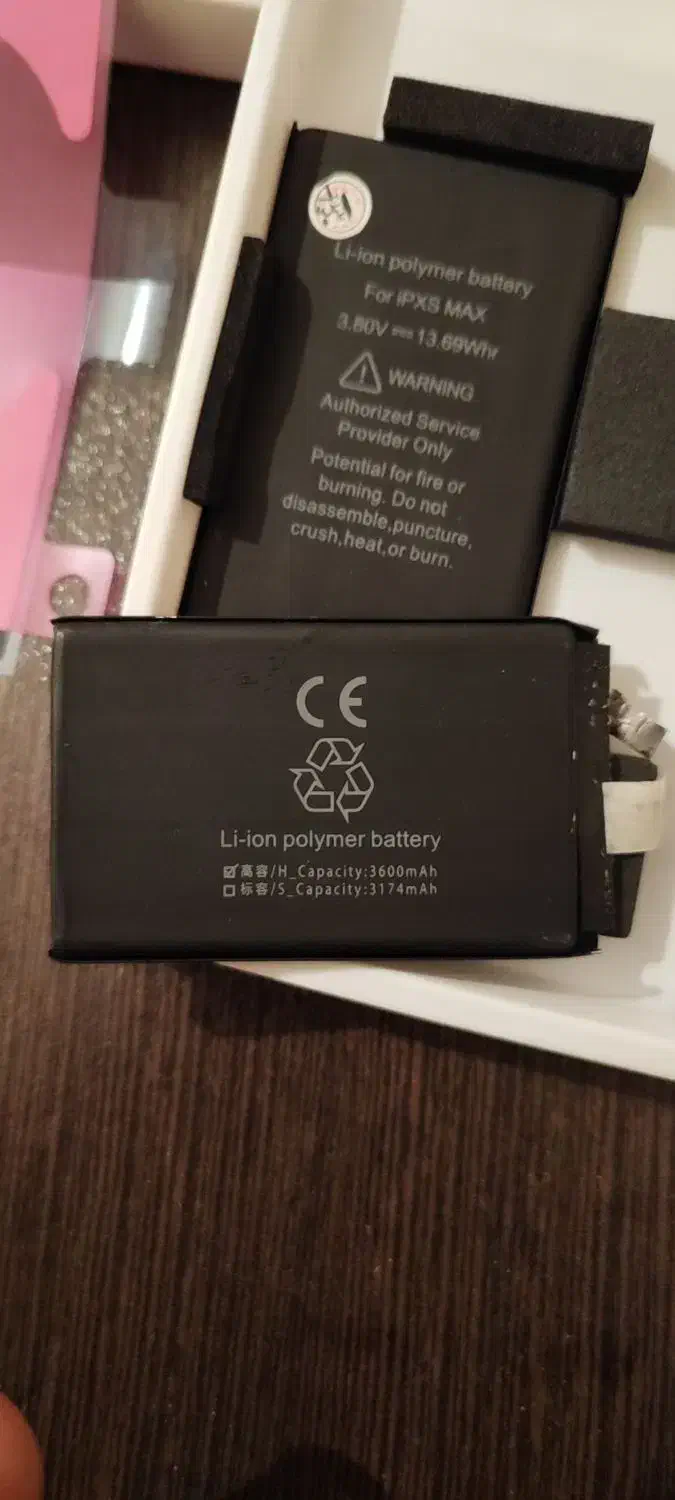 Li-ion polymer battery
For iPXS MAX
3.80V ⎓ 13.69Whr
WARNING
Authorized Service
Provider Only
Potential for fire or
burning. Do not
disassemble,puncture,
crush,heat,or burn.
CE
Li-ion polymer battery
☑高容/H_Capacity:3600mAh
☐标容/S_Capacity:3174mAh